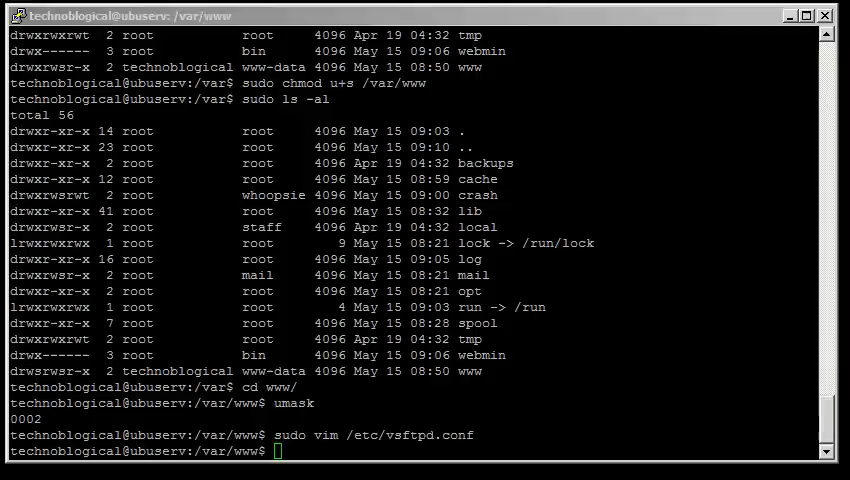 technoblogical@ubuserv: /var/www
drwxrwxrwt  2 root          root      4096 Apr 19 04:32 tmp
drwx------  3 root          bin       4096 May 15 09:06 webmin
drwxrwsr-x  2 technoblogical www-data 4096 May 15 08:50 www
technoblogical@ubuserv:/var$ sudo chmod u+s /var/www
technoblogical@ubuserv:/var$ sudo ls -al
total 56
drwxr-xr-x 14 root          root      4096 May 15 09:03 .
drwxr-xr-x 23 root          root      4096 May 15 09:10 ..
drwxr-xr-x  2 root          root      4096 Apr 19 04:32 backups
drwxr-xr-x 12 root          root      4096 May 15 08:59 cache
drwxrwsrwt  2 root          whoopsie  4096 May 15 09:00 crash
drwxr-xr-x 41 root          root      4096 May 15 08:32 lib
drwxrwsr-x  2 root          staff     4096 Apr 19 04:32 local
lrwxrwxrwx  1 root          root         9 May 15 08:21 lock -> /run/lock
drwxr-xr-x 16 root          root      4096 May 15 09:05 log
drwxrwsr-x  2 root          mail      4096 May 15 08:21 mail
drwxr-xr-x  2 root          root      4096 May 15 08:21 opt
lrwxrwxrwx  1 root          root         4 May 15 09:03 run -> /run
drwxr-xr-x  7 root          root      4096 May 15 08:28 spool
drwxrwxrwt  2 root          root      4096 Apr 19 04:32 tmp
drwx------  3 root          bin       4096 May 15 09:06 webmin
drwsrwsr-x  2 technoblogical www-data 4096 May 15 08:50 www
technoblogical@ubuserv:/var$ cd www/
technoblogical@ubuserv:/var/www$ umask
0002
technoblogical@ubuserv:/var/www$ sudo vim /etc/vsftpd.conf
technoblogical@ubuserv:/var/www$